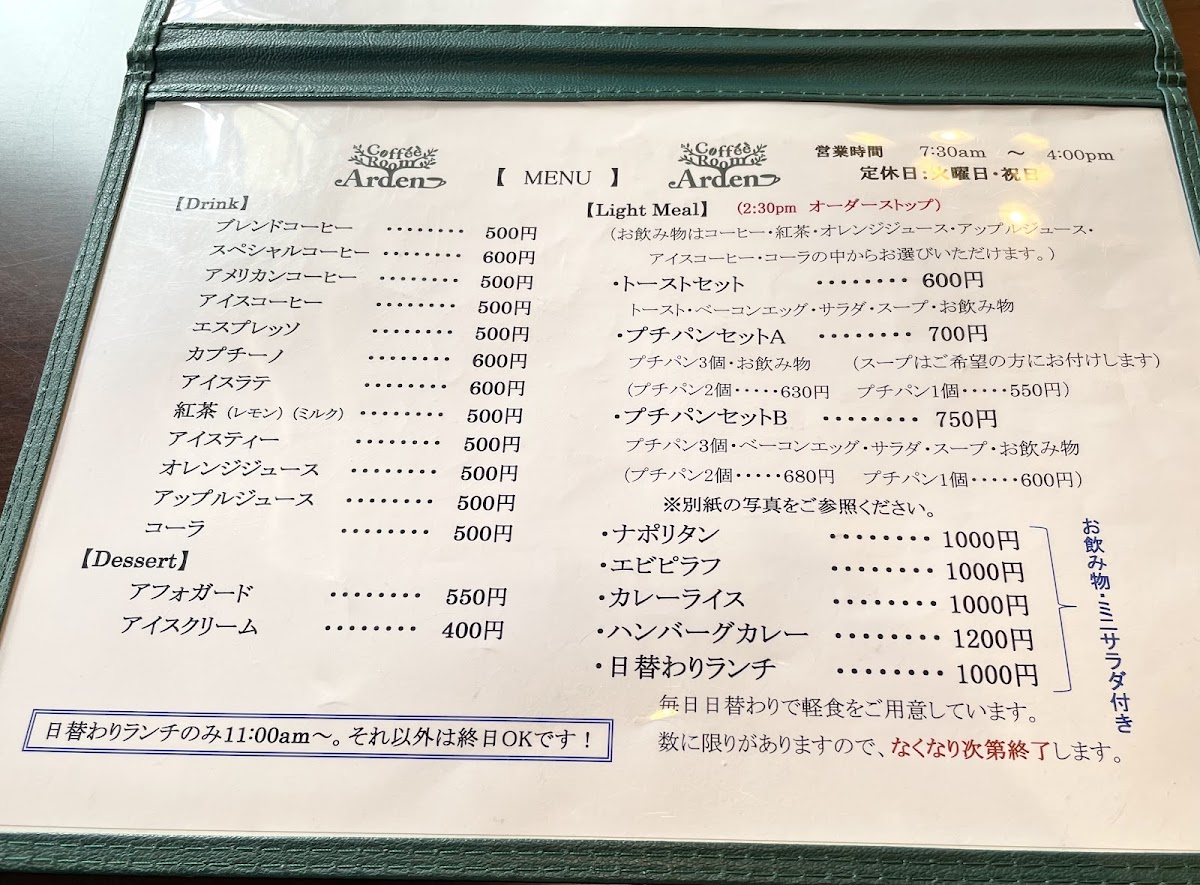 Coffee Room Arden
【 MENU 】
Coffee Room Arden
営業時間 7:30am ～ 4:00pm
定休日：火曜日・祝日
【Drink】
ブレンドコーヒー ········ 500円
スペシャルコーヒー ········ 600円
アメリカンコーヒー ········ 500円
アイスコーヒー ········ 500円
エスプレッソ ········ 500円
カプチーノ ········ 600円
アイスラテ ········ 600円
紅茶（レモン）（ミルク） ········ 500円
アイスティー ········ 500円
オレンジジュース ········ 500円
アップルジュース ········ 500円
コーラ ········ 500円
【Dessert】
アフォガード ········ 550円
アイスクリーム ········ 400円
日替わりランチのみ11:00am～。それ以外は終日OKです！
【Light Meal】 （2:30pm オーダーストップ）
（お飲み物はコーヒー・紅茶・オレンジジュース・アップルジュース・
アイスコーヒー・コーラの中からお選びいただけます。）
・トーストセット ········ 600円
トースト・ベーコンエッグ・サラダ・スープ・お飲み物
・プチパンセットA ········ 700円
プチパン3個・お飲み物 （スープはご希望の方にお付けします）
（プチパン2個·····630円 プチパン1個·····550円）
・プチパンセットB ········ 750円
プチパン3個・ベーコンエッグ・サラダ・スープ・お飲み物
（プチパン2個·····680円 プチパン1個·····600円）
※別紙の写真をご参照ください。
・ナポリタン ········ 1000円
・エビピラフ ········ 1000円
・カレーライス ········ 1000円
・ハンバーグカレー ········ 1200円
・日替わりランチ ········ 1000円
お飲み物・ミニサラダ付き
毎日日替わりで軽食をご用意しています。
数に限りがありますので、なくなり次第終了します。